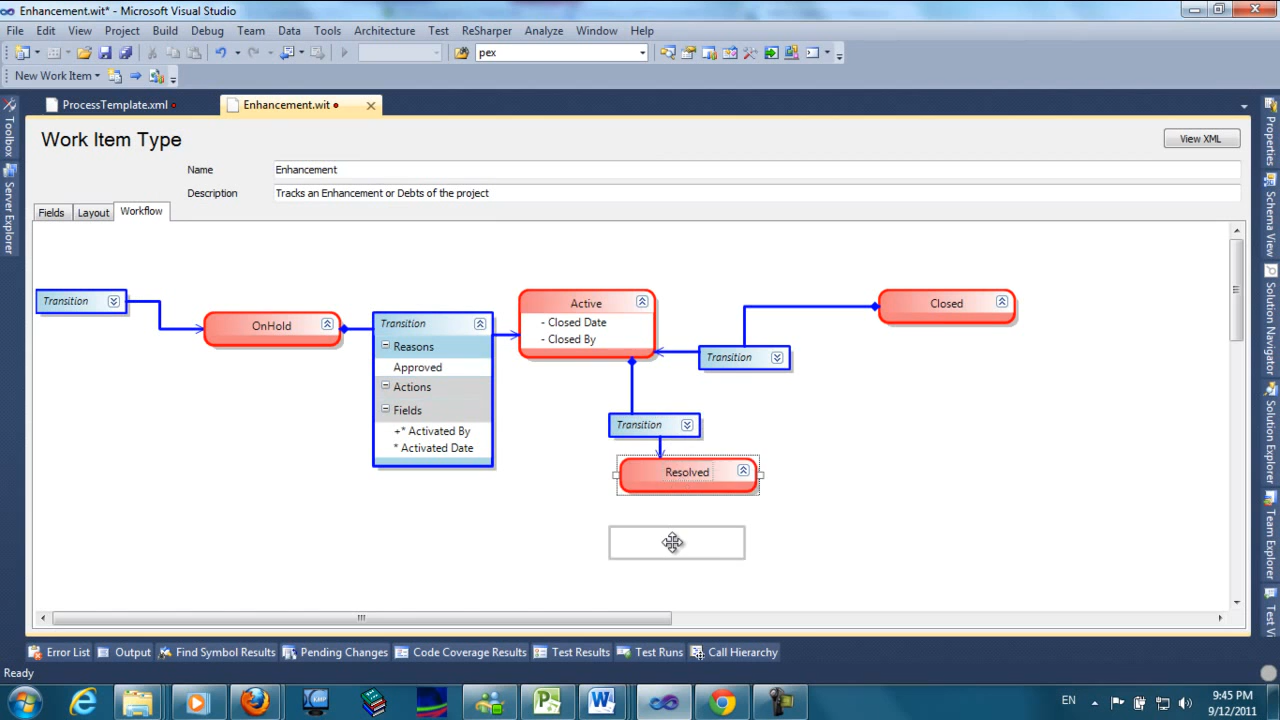 Enhancement.wit* - Microsoft Visual Studio
File Edit View Project Build Debug Team Data Tools Architecture Test ReSharper Analyze Window Help
pex
New Work Item
ProcessTemplate.xml
Enhancement.wit
Toolbox
Server Explorer
Work Item Type
View XML
Name
Enhancement
Description
Tracks an Enhancement or Debts of the project
Fields Layout Workflow
Transition
OnHold
Transition
Reasons
Approved
Actions
Fields
+* Activated By
* Activated Date
Active
- Closed Date
- Closed By
Transition
Closed
Transition
Resolved
Properties
Schema View
Solution Navigator
Solution Explorer
Team Explorer
Test Vi
Error List Output Find Symbol Results Pending Changes Code Coverage Results Test Results Test Runs Call Hierarchy
Ready
EN
9:45 PM
9/12/2011